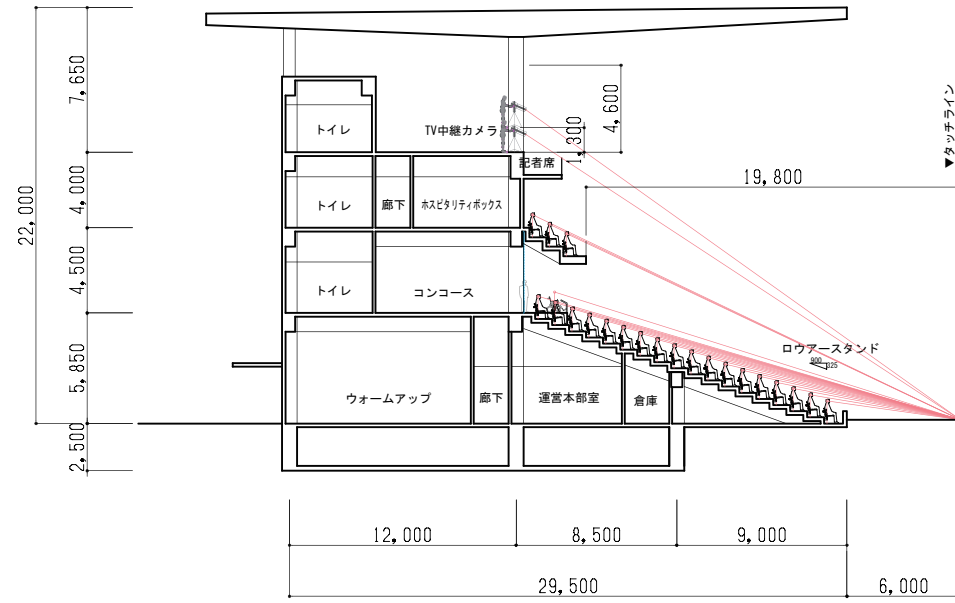 7,650
4,000
4,500
5,850
2,500
22,000
トイレ
TV中継カメラ
4,600
1,300
記者席
19,800
▼タッチライン
トイレ
廊下
ホスピタリティボックス
トイレ
コンコース
ロウアースタンド
900
325
ウォームアップ
廊下
運営本部室
倉庫
12,000
8,500
9,000
29,500
6,000